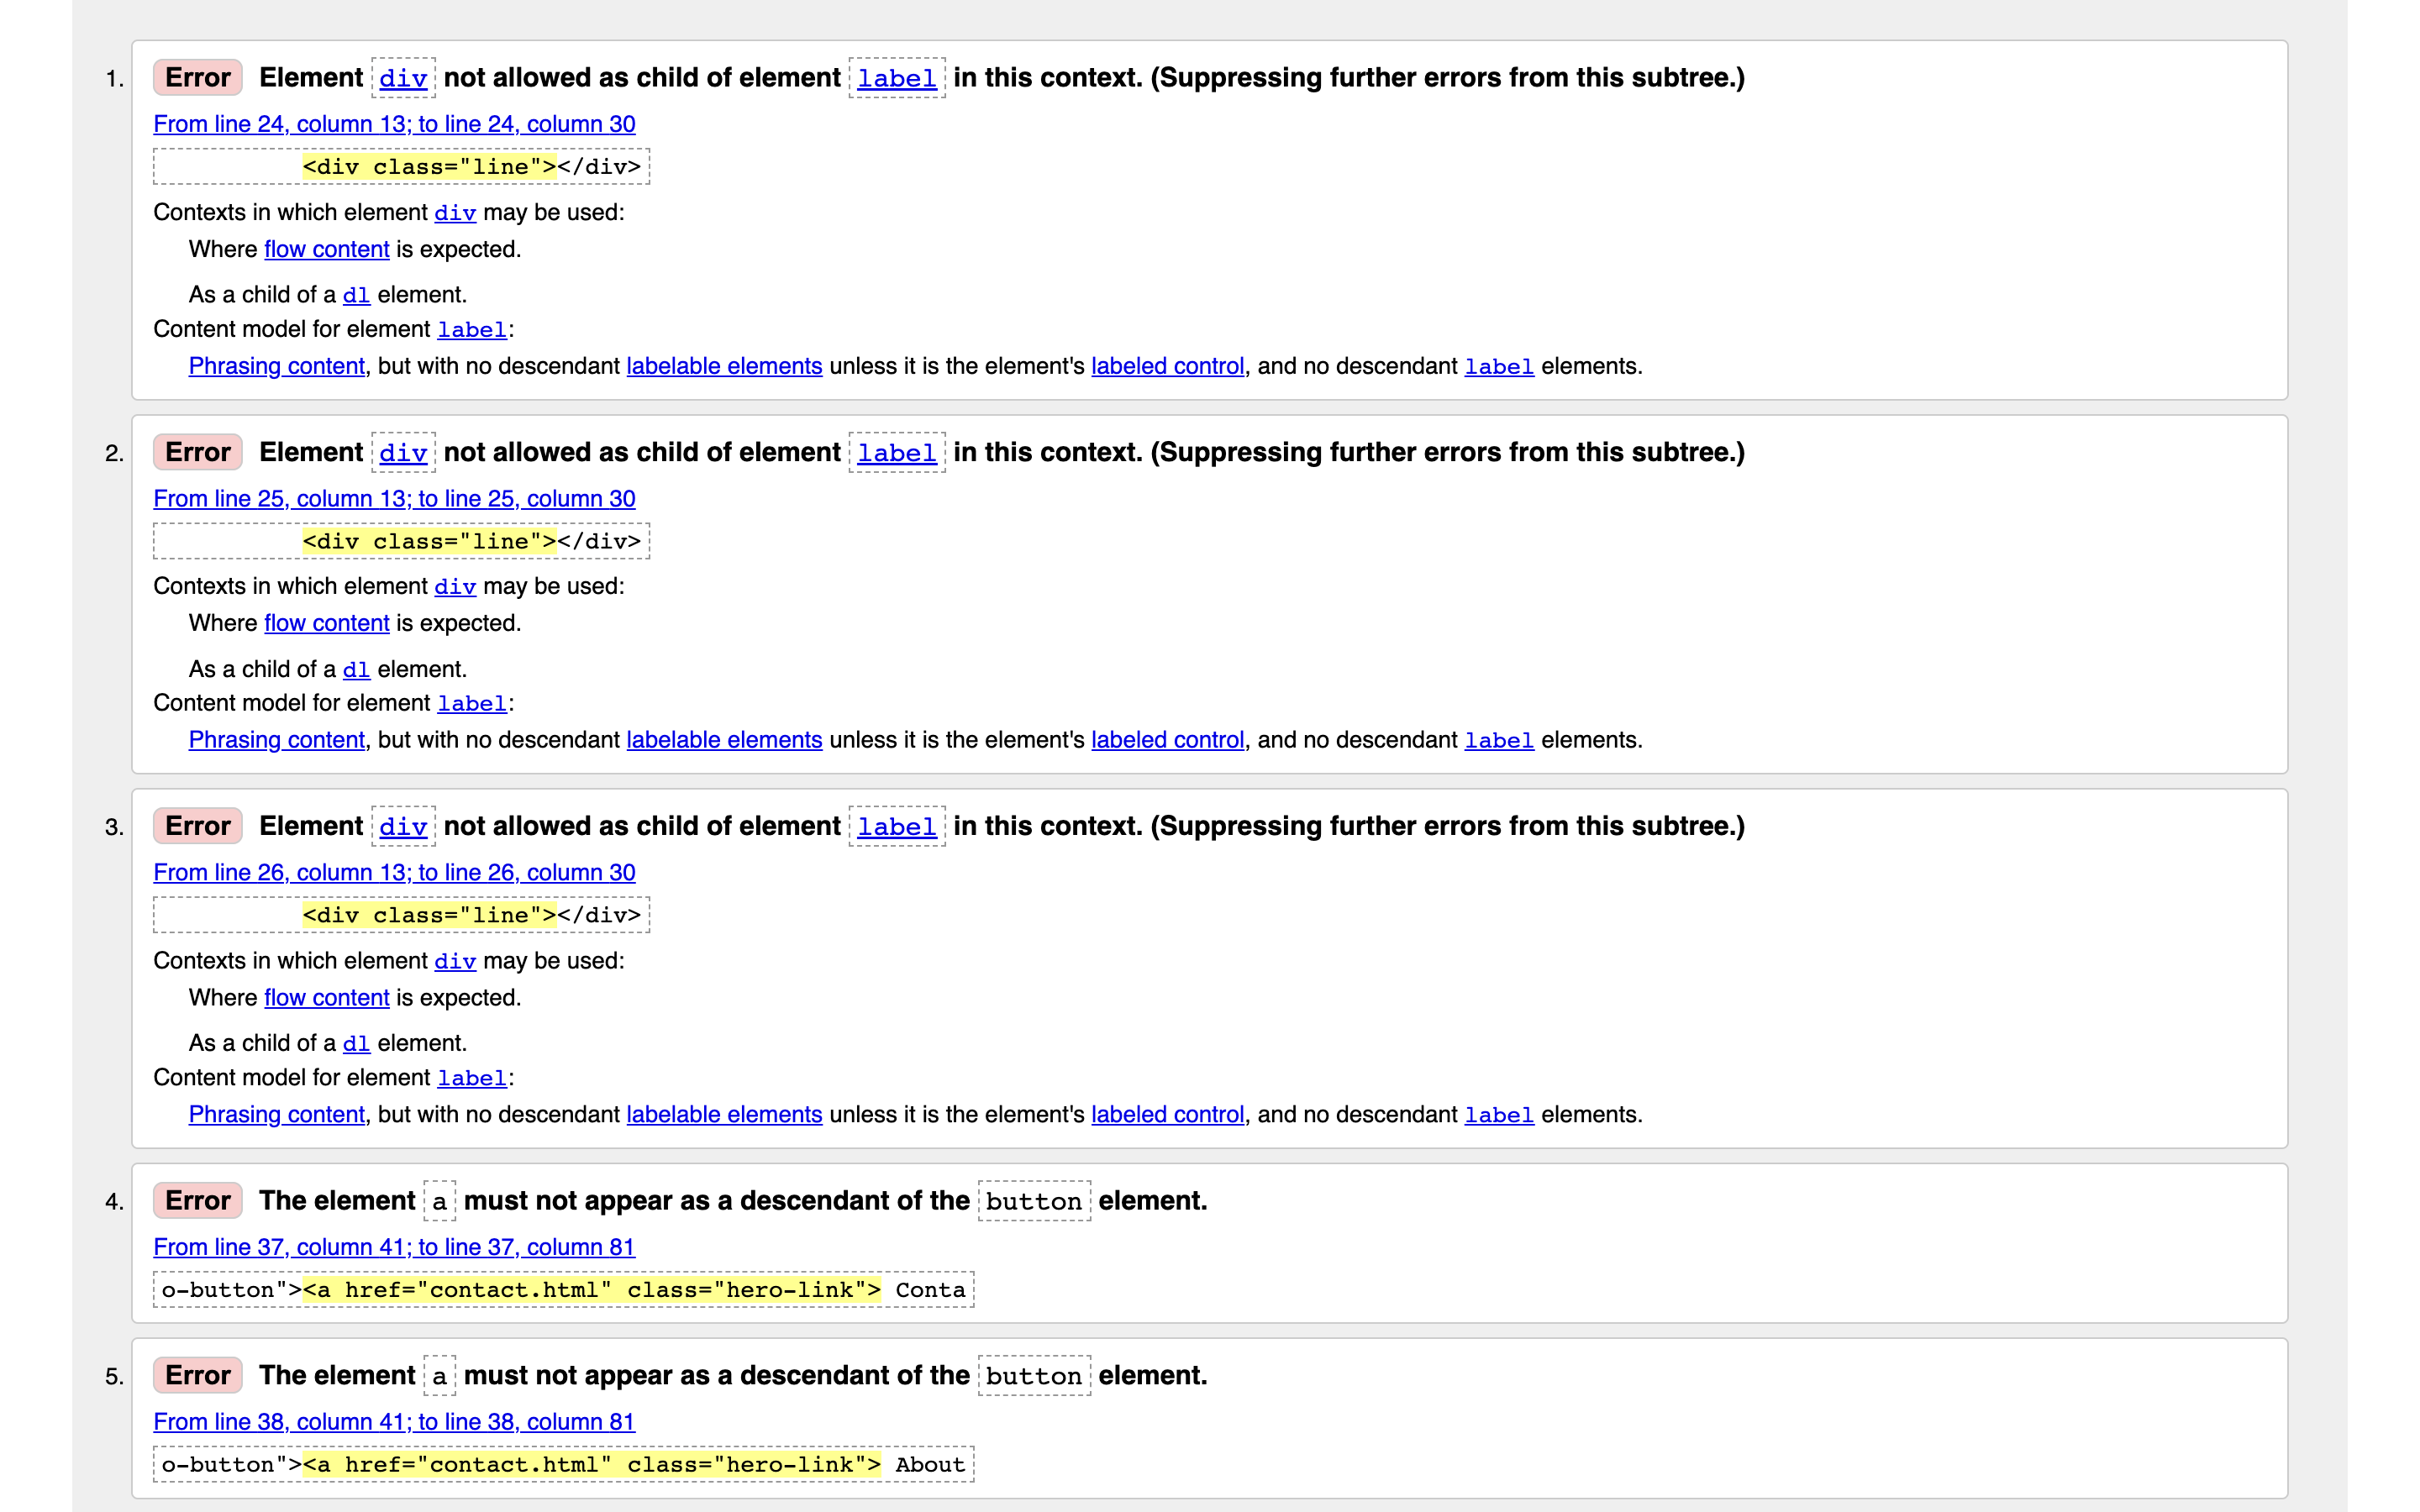 1. Error Element div not allowed as child of element label in this context. (Suppressing further errors from this subtree.)
From line 24, column 13; to line 24, column 30
<div class="line"></div>
Contexts in which element div may be used:
Where flow content is expected.
As a child of a dl element.
Content model for element label:
Phrasing content, but with no descendant labelable elements unless it is the element's labeled control, and no descendant label elements.
2. Error Element div not allowed as child of element label in this context. (Suppressing further errors from this subtree.)
From line 25, column 13; to line 25, column 30
<div class="line"></div>
Contexts in which element div may be used:
Where flow content is expected.
As a child of a dl element.
Content model for element label:
Phrasing content, but with no descendant labelable elements unless it is the element's labeled control, and no descendant label elements.
3. Error Element div not allowed as child of element label in this context. (Suppressing further errors from this subtree.)
From line 26, column 13; to line 26, column 30
<div class="line"></div>
Contexts in which element div may be used:
Where flow content is expected.
As a child of a dl element.
Content model for element label:
Phrasing content, but with no descendant labelable elements unless it is the element's labeled control, and no descendant label elements.
4. Error The element a must not appear as a descendant of the button element.
From line 37, column 41; to line 37, column 81
o-button"><a href="contact.html" class="hero-link"> Conta
5. Error The element a must not appear as a descendant of the button element.
From line 38, column 41; to line 38, column 81
o-button"><a href="contact.html" class="hero-link"> About